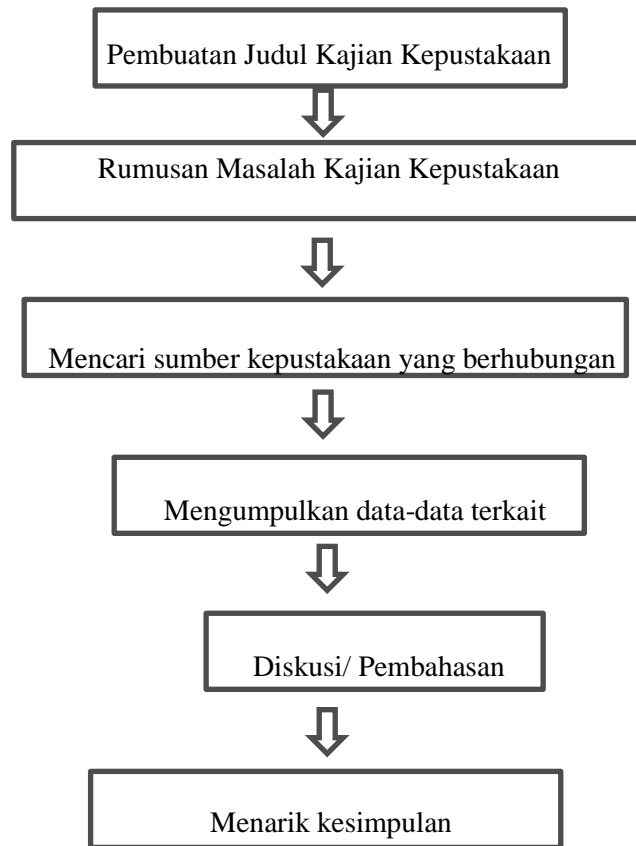 Pembuatan Judul Kajian Kepustakaan
Rumusan Masalah Kajian Kepustakaan
Mencari sumber kepustakaan yang berhubungan
Mengumpulkan data-data terkait
Diskusi/ Pembahasan
Menarik kesimpulan